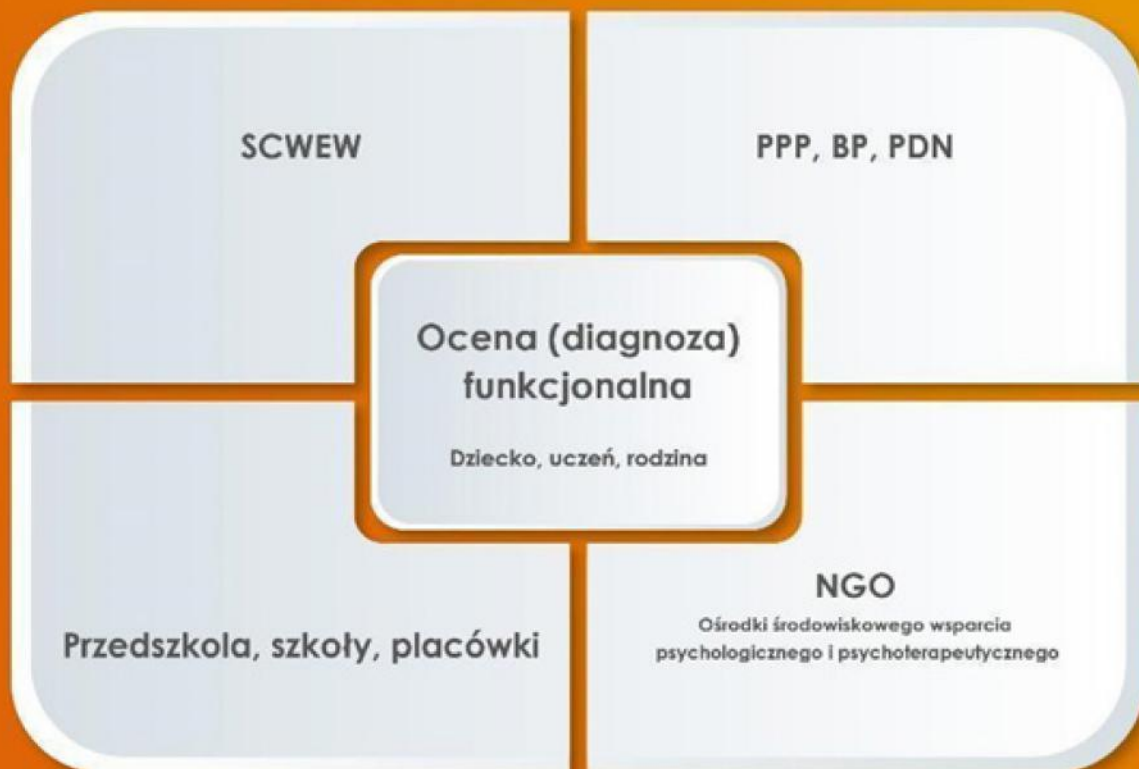 SCWEW
PPP, BP, PDN
Ocena (diagnoza)
funkcjonalna
Dziecko, uczeń, rodzina
Przedszkola, szkoły, placówki
NGO
Ośrodki środowiskowego wsparcia
psychologicznego i psychoterapeutycznego